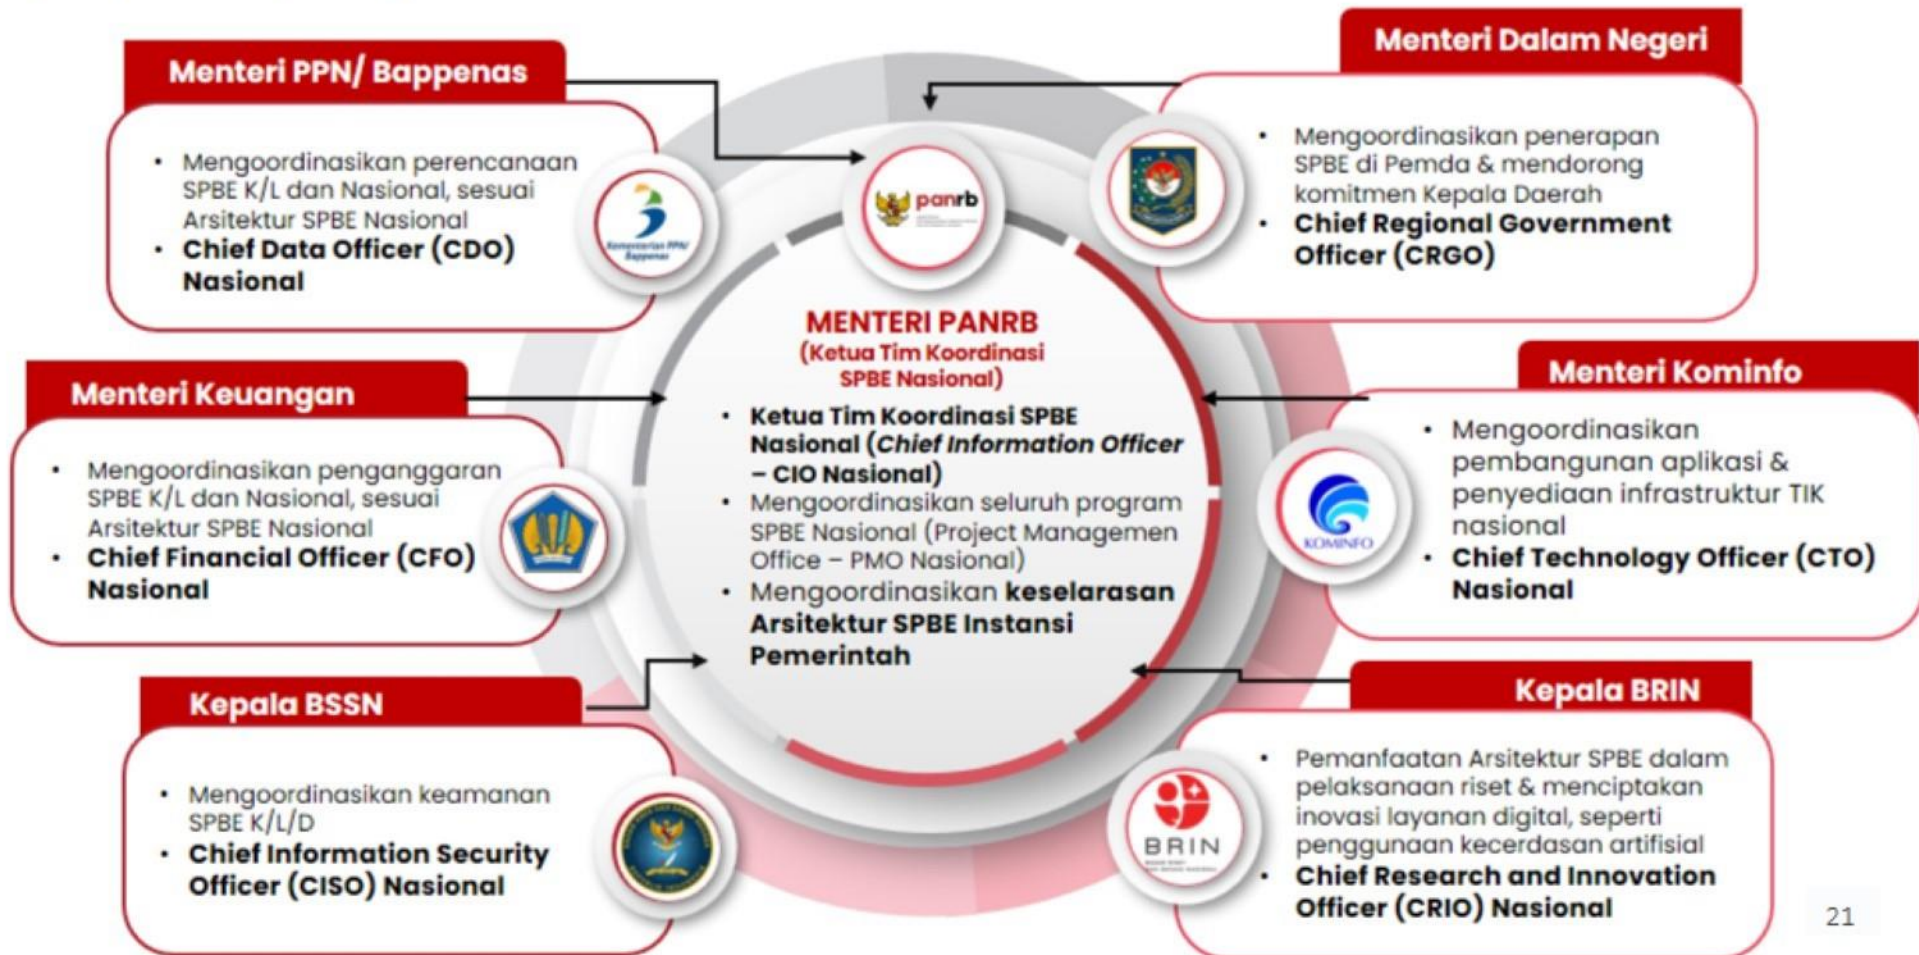 Menteri PPN/ Bappenas
• Mengoordinasikan perencanaan
SPBE K/L dan Nasional, sesuai
Arsitektur SPBE Nasional
• Chief Data Officer (CDO)
Nasional
Kementerian PPN/
Bappenas
Menteri Dalam Negeri
• Mengoordinasikan penerapan
SPBE di Pemda & mendorong
komitmen Kepala Daerah
• Chief Regional Government
Officer (CRGO)
panrb
MENTERI PANRB
(Ketua Tim Koordinasi
SPBE Nasional)
• Ketua Tim Koordinasi SPBE
Nasional (Chief Information Officer
– CIO Nasional)
• Mengoordinasikan seluruh program
SPBE Nasional (Project Managemen
Office – PMO Nasional)
• Mengoordinasikan keselarasan
Arsitektur SPBE Instansi
Pemerintah
Menteri Keuangan
• Mengoordinasikan penganggaran
SPBE K/L dan Nasional, sesuai
Arsitektur SPBE Nasional
• Chief Financial Officer (CFO)
Nasional
Menteri Kominfo
• Mengoordinasikan
pembangunan aplikasi &
penyediaan infrastruktur TIK
nasional
• Chief Technology Officer (CTO)
Nasional
KOMINFO
Kepala BSSN
• Mengoordinasikan keamanan
SPBE K/L/D
• Chief Information Security
Officer (CISO) Nasional
Kepala BRIN
• Pemanfaatan Arsitektur SPBE dalam
pelaksanaan riset & menciptakan
inovasi layanan digital, seperti
penggunaan kecerdasan artifisial
• Chief Research and Innovation
Officer (CRIO) Nasional
BRIN
21